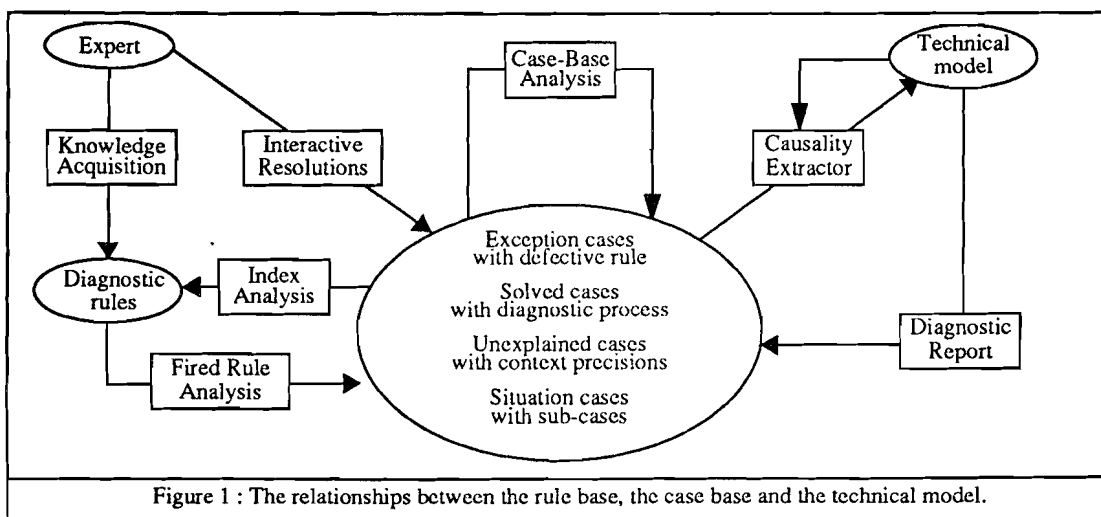 Expert
Case-Base
Analysis
Technical
model
Knowledge
Acquisition
Interactive
Resolutions
Causality
Extractor
Exception cases
with defective rule
Diagnostic
rules
Index
Analysis
Solved cases
with diagnostic process
Unexplained cases
with context precisions
Diagnostic
Report
Fired Rule
Analysis
Situation cases
with sub-cases
Figure 1 : The relationships between the rule base, the case base and the technical model.